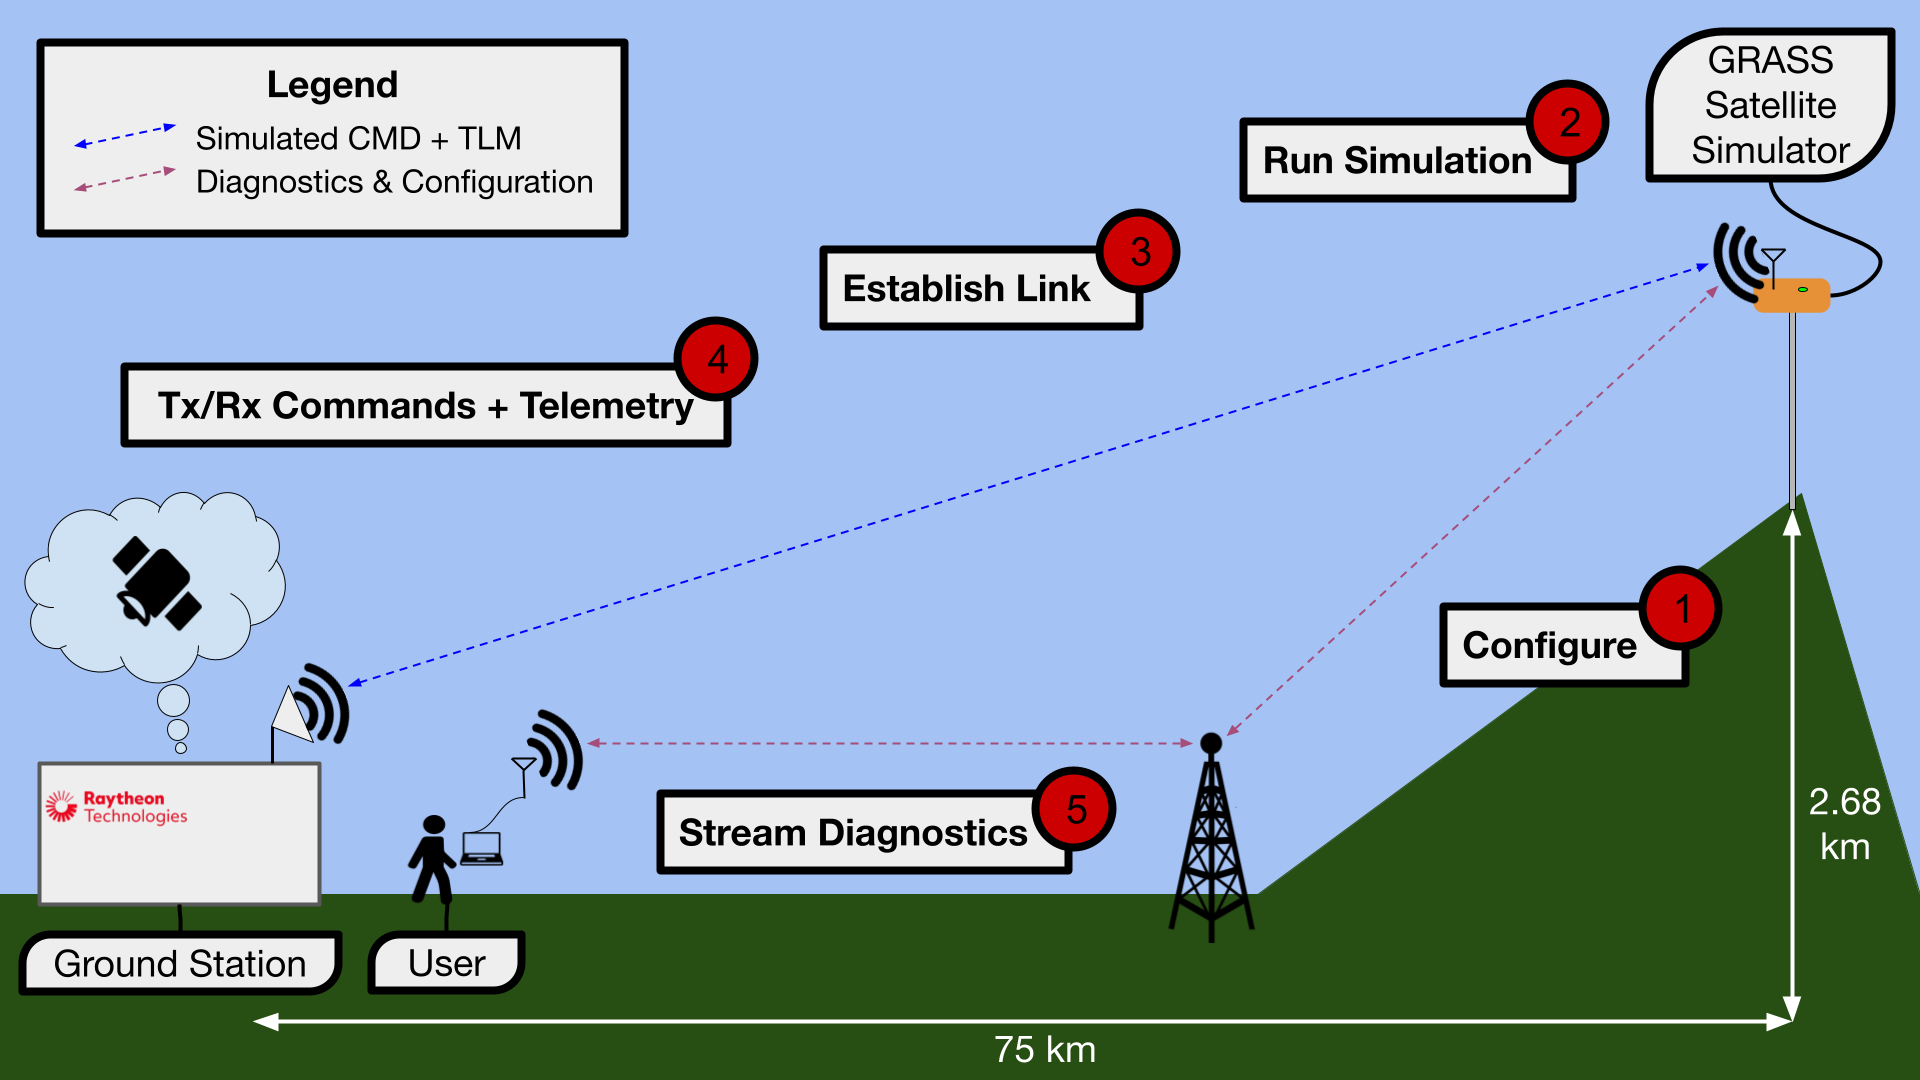 Legend
Simulated CMD + TLM
Diagnostics & Configuration
GRASS
Satellite
Simulator
2
Run Simulation
3
Establish Link
4
Tx/Rx Commands + Telemetry
1
Configure
5
Stream Diagnostics
Raytheon
Technologies
2.68
km
Ground Station
User
75 km